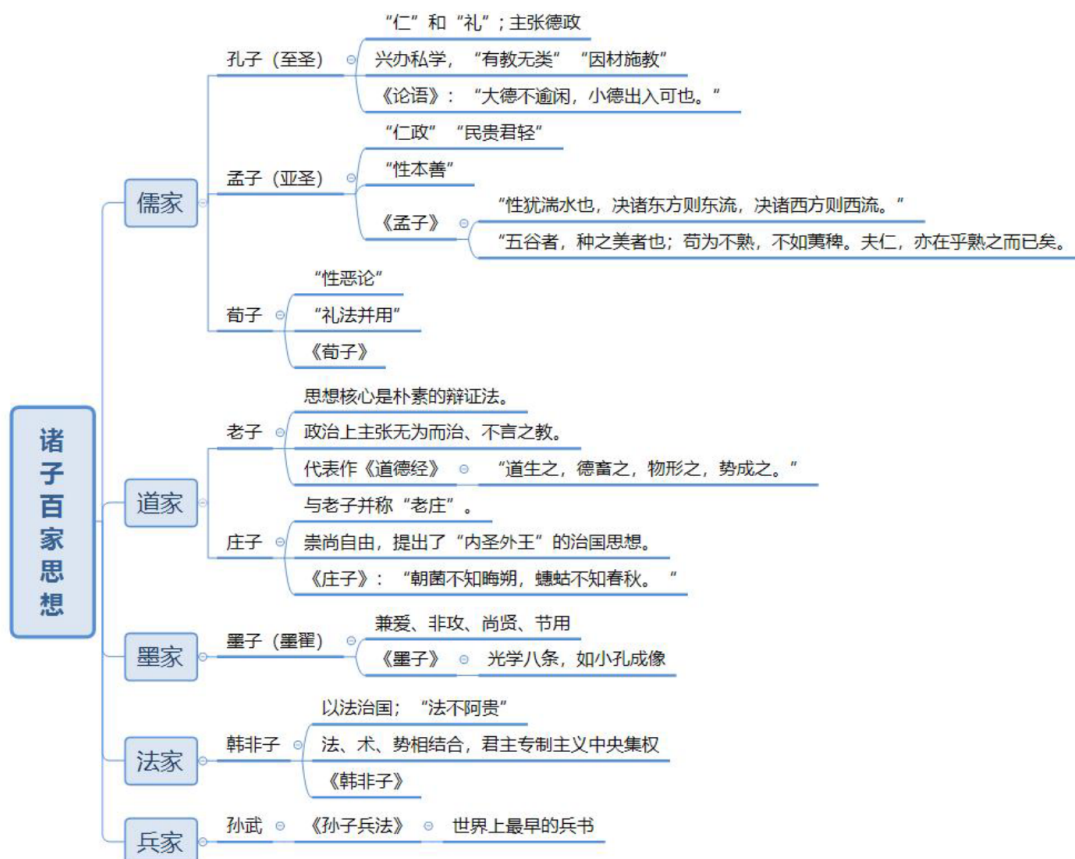 诸子百家思想
儒家
孔子（至圣）
“仁”和“礼”；主张德政
兴办私学，“有教无类” “因材施教”
《论语》：“大德不逾闲，小德出入可也。"
孟子（亚圣）
“仁政” “民贵君轻”
“性本善”
《孟子》
“性犹湍水也，决诸东方则东流，决诸西方则西流。”
“五谷者，种之美者也；苟为不熟，不如荑稗。夫仁，亦在乎熟之而已矣。
荀子
“性恶论”
“礼法并用”
《荀子》
道家
老子
思想核心是朴素的辩证法。
政治上主张无为而治、不言之教。
代表作《道德经》
“道生之，德畜之，物形之，势成之。”
庄子
与老子并称“老庄”。
崇尚自由，提出了“内圣外王”的治国思想。
《庄子》：“朝菌不知晦朔，蟪蛄不知春秋。 “
墨家
墨子（墨翟）
兼爱、非攻、尚贤、节用
《墨子》
光学八条，如小孔成像
法家
韩非子
以法治国；“法不阿贵”
法、术、势相结合，君主专制主义中央集权
《韩非子》
兵家
孙武
《孙子兵法》
世界上最早的兵书